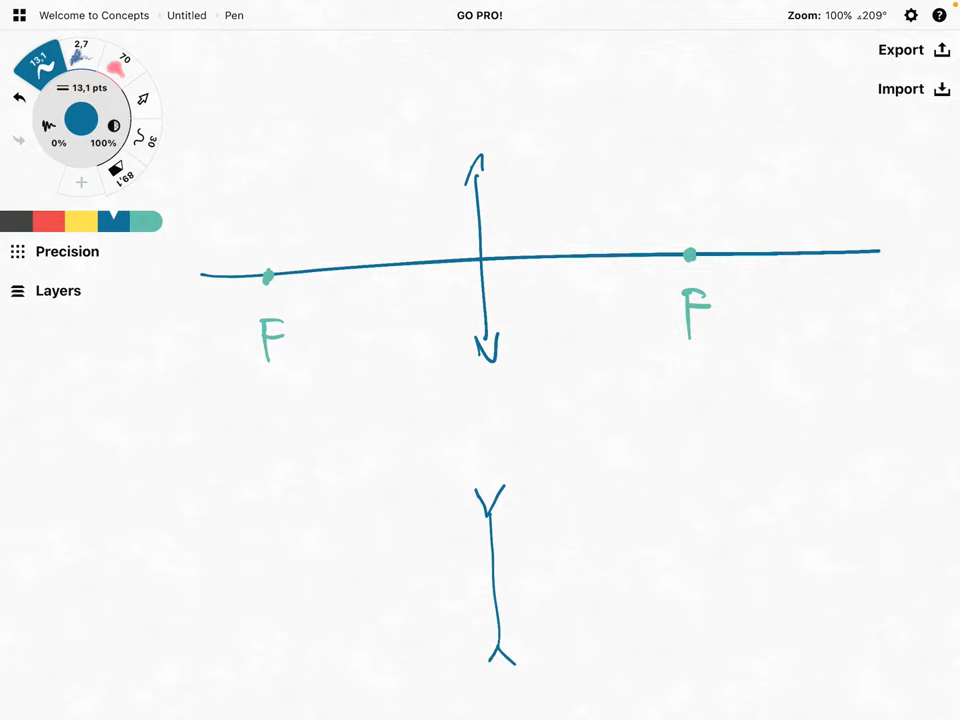 Welcome to Concepts › Untitled › Pen
GO PRO!
Zoom: 100% ⊿209°
Export
Import
13,1
2,7
70
13,1 pts
0%
100%
30
89,1
Precision
Layers
F
F